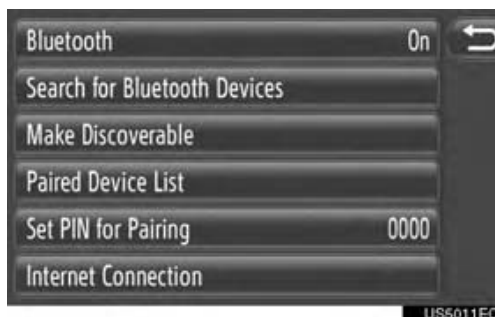 Bluetooth On
Search for Bluetooth Devices
Make Discoverable
Paired Device List
Set PIN for Pairing 0000
Internet Connection